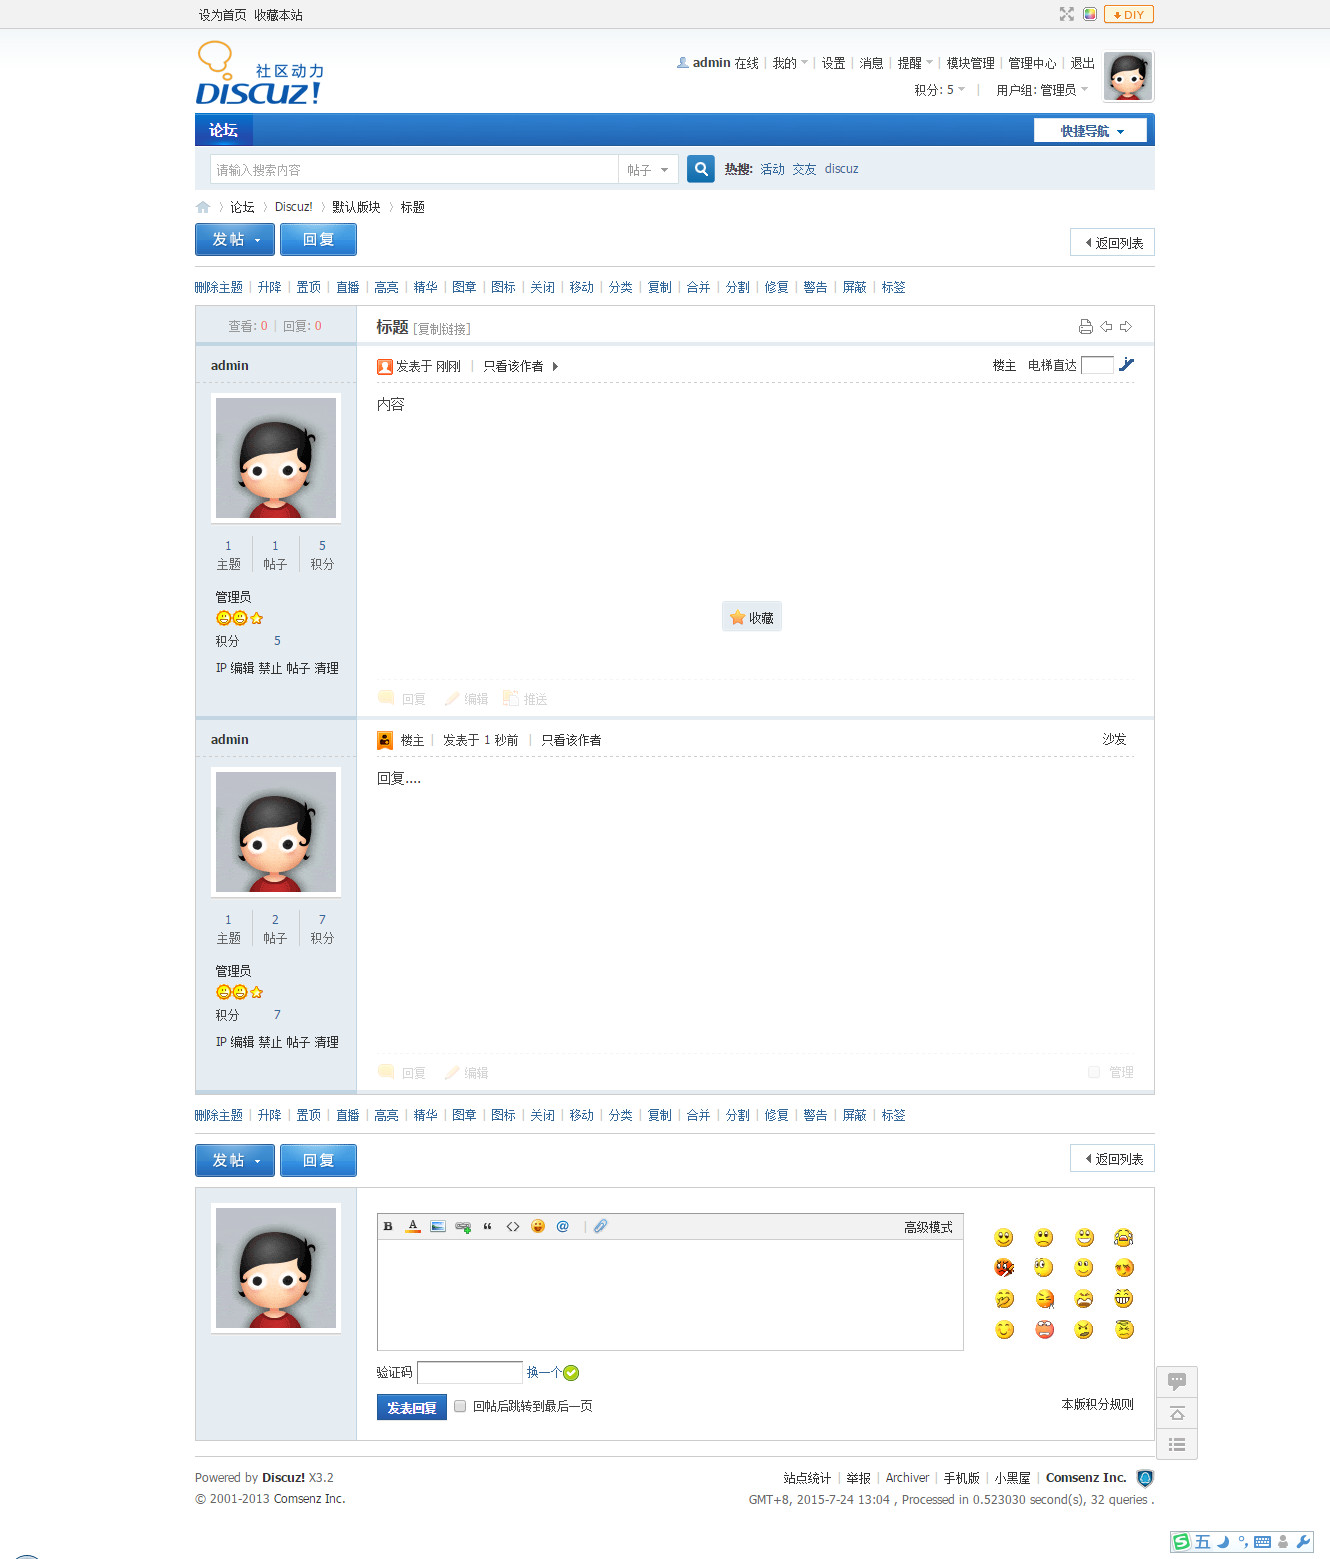 设为首页 收藏本站
DIY
社区动力
DISCUZ!
admin 在线 | 我的 | 设置 | 消息 | 提醒 | 模块管理 | 管理中心 | 退出
积分: 5 | 用户组: 管理员
论坛
快捷导航
请输入搜索内容 帖子 热搜: 活动 交友 discuz
论坛 〉 Discuz! 〉 默认版块 〉 标题
发帖 回复 返回列表
删除主题 | 升降 | 置顶 | 直播 | 高亮 | 精华 | 图章 | 图标 | 关闭 | 移动 | 分类 | 复制 | 合并 | 分割 | 修复 | 警告 | 屏蔽 | 标签
查看: 0 | 回复: 0
标题 [复制链接]
admin
发表于 刚刚 | 只看该作者
楼主 电梯直达
内容
1 1 5
主题 帖子 积分
管理员
积分 5
IP 编辑 禁止 帖子 清理
收藏
回复 编辑 推送
admin
楼主 | 发表于 1 秒前 | 只看该作者
沙发
回复....
1 2 7
主题 帖子 积分
管理员
积分 7
IP 编辑 禁止 帖子 清理
回复 编辑 管理
删除主题 | 升降 | 置顶 | 直播 | 高亮 | 精华 | 图章 | 图标 | 关闭 | 移动 | 分类 | 复制 | 合并 | 分割 | 修复 | 警告 | 屏蔽 | 标签
发帖 回复 返回列表
B A “ <> @ | 高级模式
验证码 换一个
发表回复 回帖后跳转到最后一页 本版积分规则
Powered by Discuz! X3.2
© 2001-2013 Comsenz Inc.
站点统计 | 举报 | Archiver | 手机版 | 小黑屋 | Comsenz Inc.
GMT+8, 2015-7-24 13:04 , Processed in 0.523030 second(s), 32 queries .
S 五